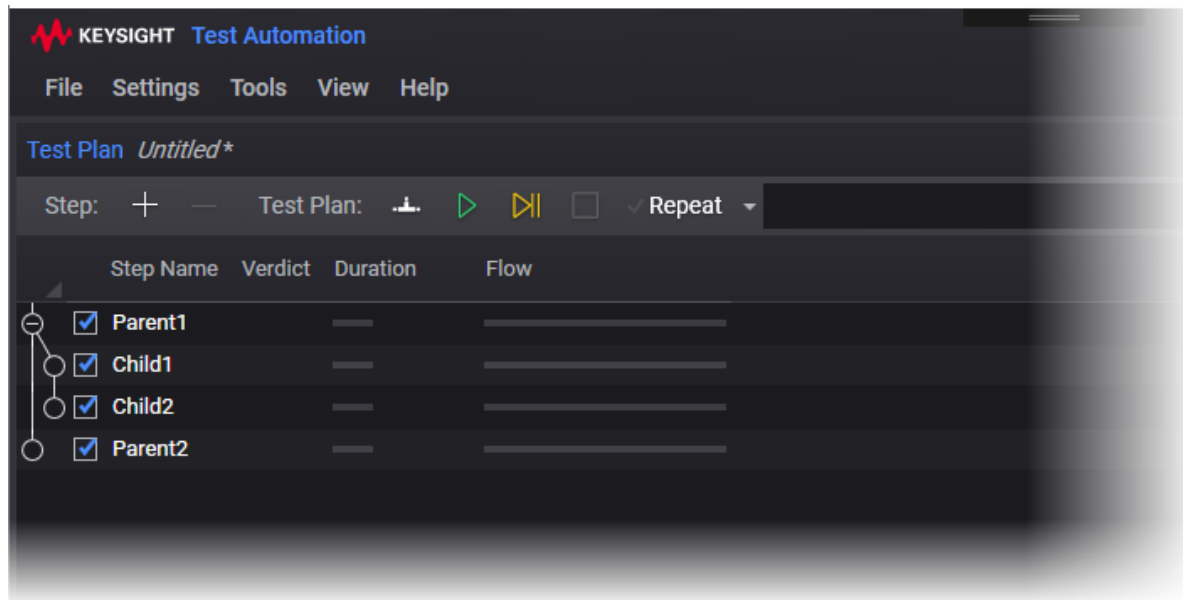 KEYSIGHT Test Automation
File Settings Tools View Help
Test Plan Untitled*
Step: Test Plan: Repeat
Step Name Verdict Duration Flow
Parent1
Child1
Child2
Parent2